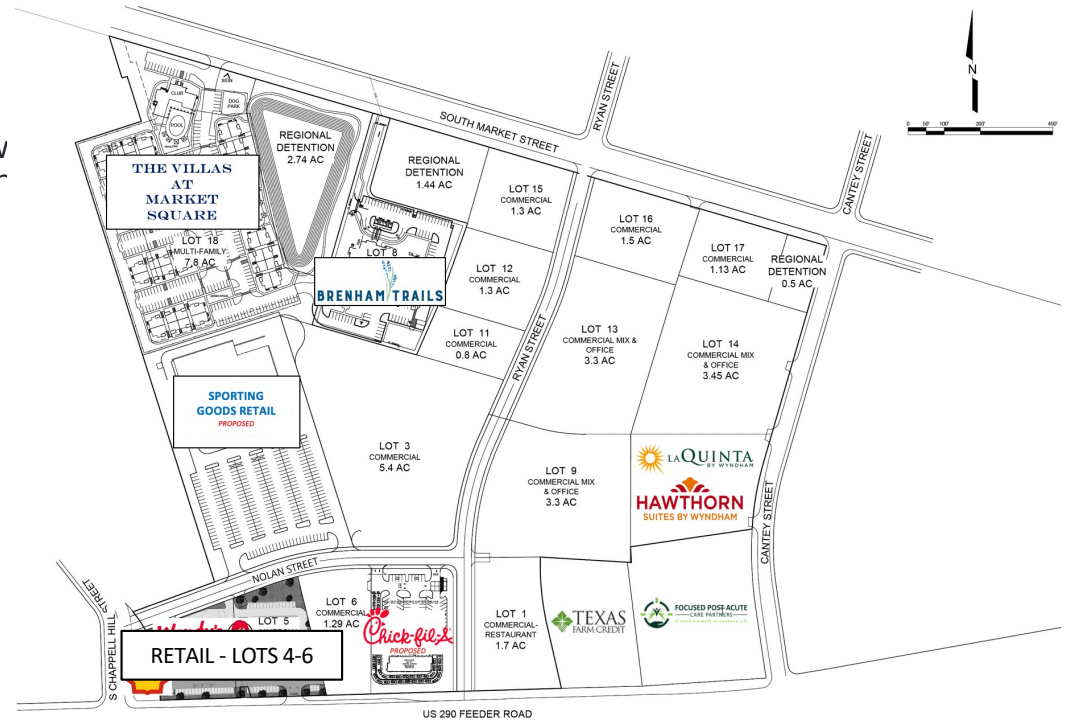 SIGN
CLUB
DOG
PARK
POOL
THE VILLAS
AT
MARKET
SQUARE
LOT 18
MULTI-FAMILY
7.8 AC
REGIONAL
DETENTION
2.74 AC
SOUTH MARKET STREET
RYAN STREET
CANTEY STREET
N
0 50' 100' 200' 400'
REGIONAL
DETENTION
1.44 AC
LOT 15
COMMERCIAL
1.3 AC
LOT 16
COMMERCIAL
1.5 AC
LOT 17
COMMERCIAL
1.13 AC
REGIONAL
DETENTION
0.5 AC
LOT 8
BRENHAM TRAILS
LOT 12
COMMERCIAL
1.3 AC
LOT 11
COMMERCIAL
0.8 AC
RYAN STREET
LOT 13
COMMERCIAL MIX &
OFFICE
3.3 AC
LOT 14
COMMERCIAL MIX
& OFFICE
3.45 AC
SPORTING
GOODS RETAIL
PROPOSED
LOT 3
COMMERCIAL
5.4 AC
LOT 9
COMMERCIAL MIX
& OFFICE
3.3 AC
LAQUINTA
BY WYNDHAM
HAWTHORN
SUITES BY WYNDHAM
CANTEY STREET
NOLAN STREET
S CHAPPELL HILL STREET
Wendy's
LOT 5
RETAIL - LOTS 4-6
LOT 6
COMMERCIAL
1.29 AC
Chick-fil-A
PROPOSED
LOT 1
COMMERCIAL-
RESTAURANT
1.7 AC
TEXAS
FARM CREDIT
FOCUSED POST-ACUTE
CARE PARTNERS
US 290 FEEDER ROAD